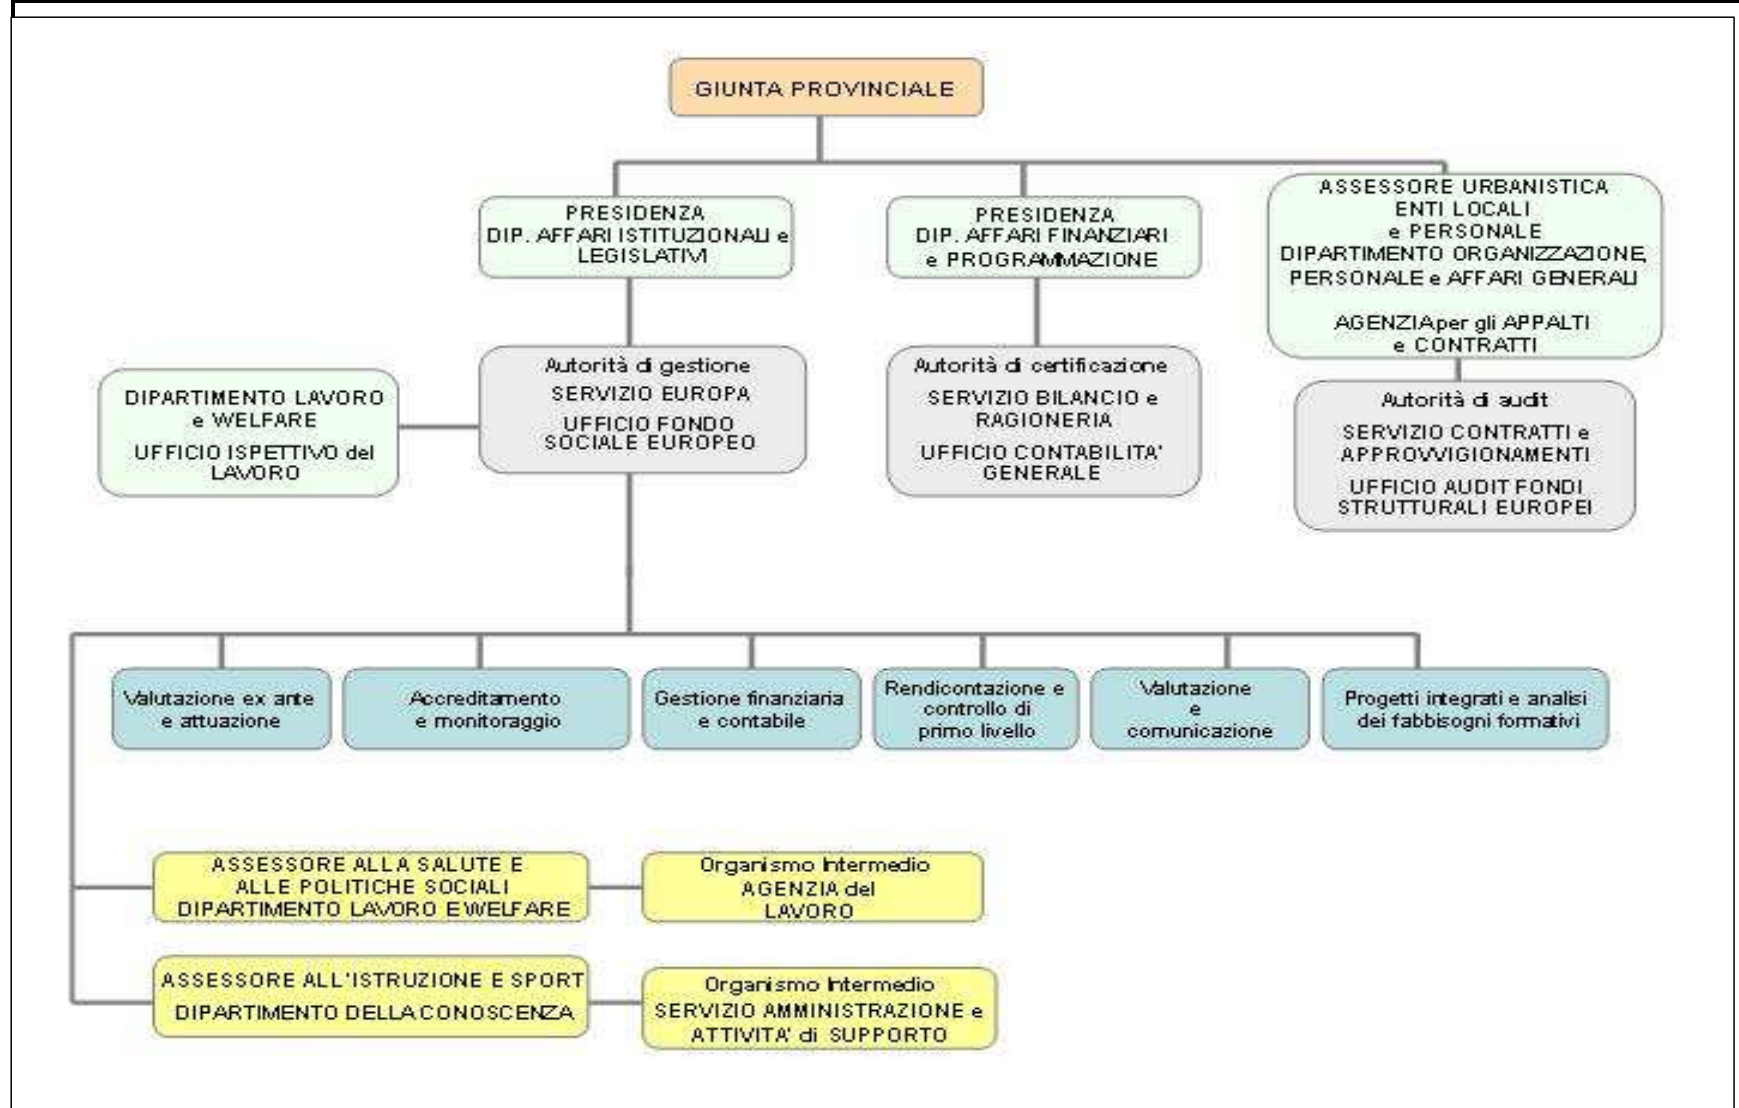 GIUNTA PROVINCIALE
PRESIDENZA
DIP. AFFARI ISTITUZIONALI e
LEGISLATIVI
PRESIDENZA
DIP. AFFARI FINANZIARI
e PROGRAMMAZIONE
ASSESSORE URBANISTICA
ENTI LOCALI
e PERSONALE
DIPARTIMENTO ORGANIZZAZIONE,
PERSONALE e AFFARI GENERALI
AGENZIA per gli APPALTI
e CONTRATTI
DIPARTIMENTO LAVORO
e WELFARE
UFFICIO ISPETTIVO del
LAVORO
Autorità di gestione
SERVIZIO EUROPA
UFFICIO FONDO
SOCIALE EUROPEO
Autorità di certificazione
SERVIZIO BILANCIO e
RAGIONERIA
UFFICIO CONTABILITA'
GENERALE
Autorità di audit
SERVIZIO CONTRATTI e
APPROVVIGIONAMENTI
UFFICIO AUDIT FONDI
STRUTTURALI EUROPEI
Valutazione ex ante
e attuazione
Accreditamento
e monitoraggio
Gestione finanziaria
e contabile
Rendicontazione e
controllo di
primo livello
Valutazione
e
comunicazione
Progetti integrati e analisi
dei fabbisogni formativi
ASSESSORE ALLA SALUTE E
ALLE POLITICHE SOCIALI
DIPARTIMENTO LAVORO E WELFARE
Organismo Intermedio
AGENZIA del
LAVORO
ASSESSORE ALL'ISTRUZIONE E SPORT
DIPARTIMENTO DELLA CONOSCENZA
Organismo Intermedio
SERVIZIO AMMINISTRAZIONE e
ATTIVITA' di SUPPORTO